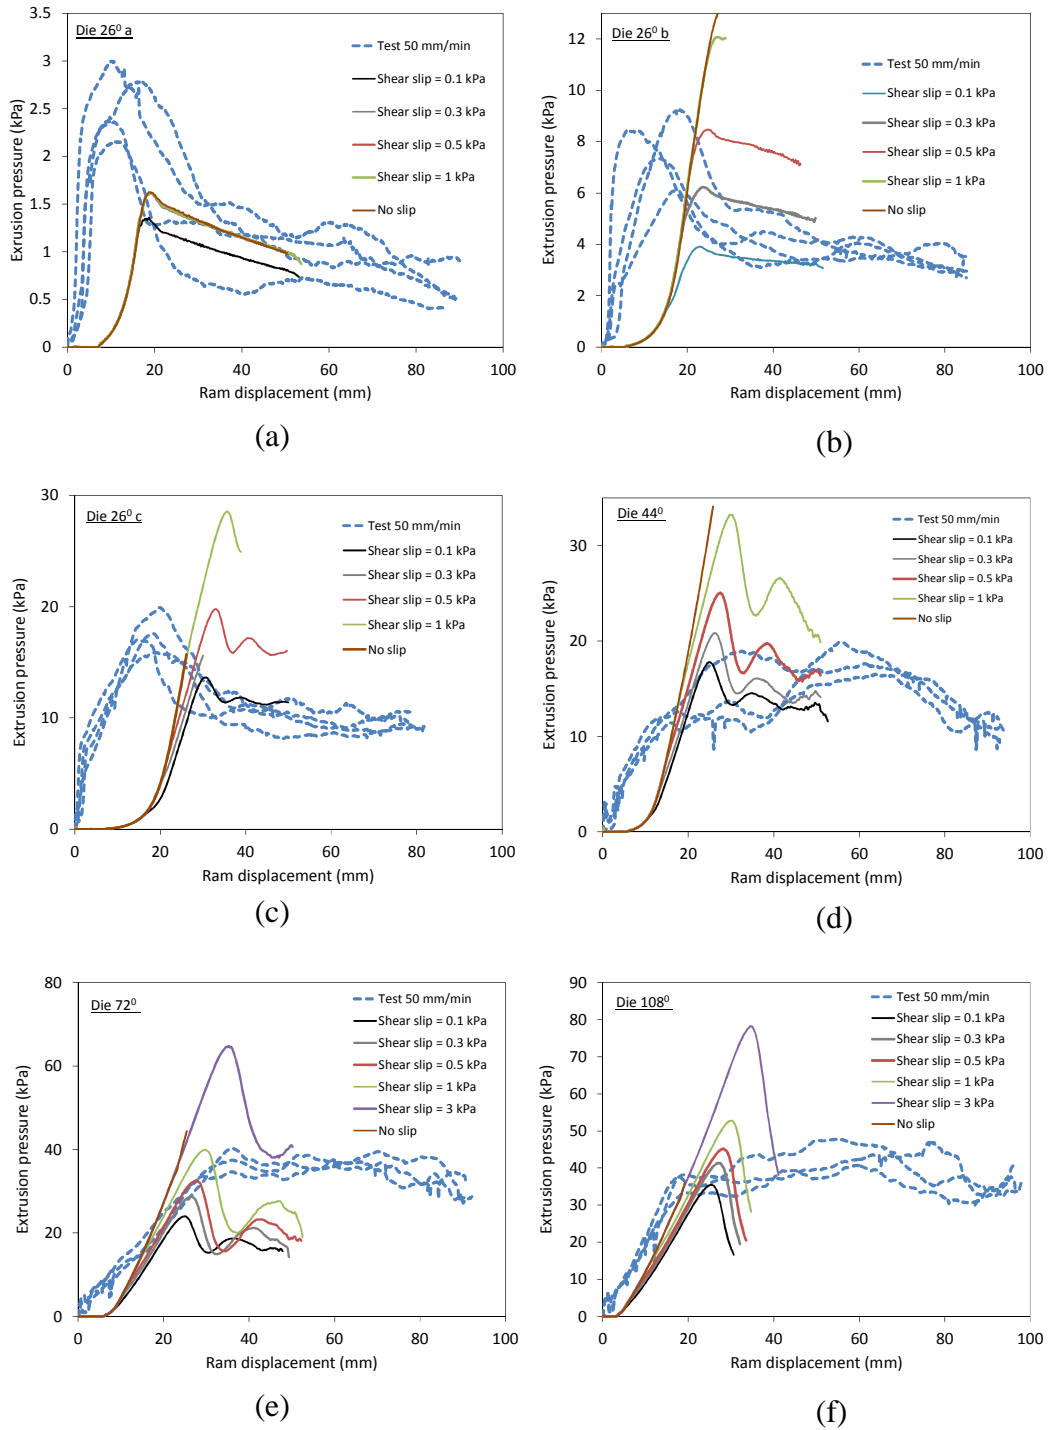 Die 26⁰ a
Exrusion pressure (kPa)
3.5
3
2.5
2
1.5
1
0.5
0
0 20 40 60 80 100
Ram displacement (mm)
Test 50 mm/min
Shear slip = 0.1 kPa
Shear slip = 0.3 kPa
Shear slip = 0.5 kPa
Shear slip = 1 kPa
No slip
(a)
Die 26⁰ b
Extrusion pressure (kPa)
12
10
8
6
4
2
0
0 20 40 60 80 100
Ram displacement (mm)
Test 50 mm/min
Shear slip = 0.1 kPa
Shear slip = 0.3 kPa
Shear slip = 0.5 kPa
Shear slip = 1 kPa
No slip
(b)
Die 26⁰ c
Extrusion pressure (kPa)
30
20
10
0
0 20 40 60 80 100
Ram displacement (mm)
Test 50 mm/min
Shear slip = 0.1 kPa
Shear slip = 0.3 kPa
Shear slip = 0.5 kPa
Shear slip = 1 kPa
No slip
(c)
Die 44⁰
Extrusion pressure (kPa)
30
20
10
0
0 20 40 60 80 100
Ram displacement (mm)
Test 50 mm/min
Shear slip = 0.1 kPa
Shear slip = 0.3 kPa
Shear slip = 0.5 kPa
Shear slip = 1 kPa
No slip
(d)
Die 72⁰
Extrusion pressure (kPa)
80
60
40
20
0
0 20 40 60 80 100
Ram displacement (mm)
Test 50 mm/min
Shear slip = 0.1 kPa
Shear slip = 0.3 kPa
Shear slip = 0.5 kPa
Shear slip = 1 kPa
Shear slip = 3 kPa
No slip
(e)
Die 108⁰
Extrusion pressure (kPa)
90
80
70
60
50
40
30
20
10
0
0 20 40 60 80 100
Ram displacement (mm)
Test 50 mm/min
Shear slip = 0.1 kPa
Shear slip = 0.3 kPa
Shear slip = 0.5 kPa
Shear slip = 1 kPa
Shear slip = 3 kPa
No slip
(f)